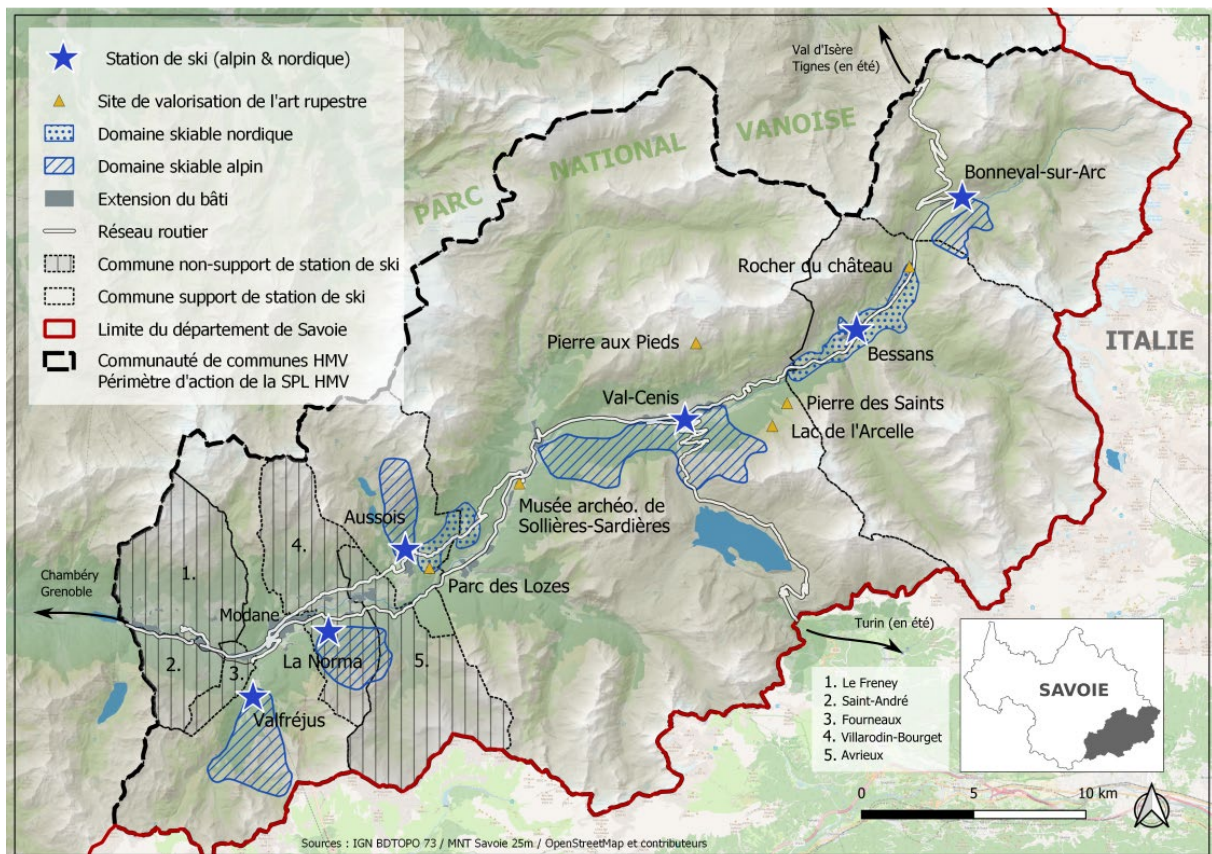 Station de ski (alpin & nordique)
Site de valorisation de l'art rupestre
Domaine skiable nordique
Domaine skiable alpin
Extension du bâti
Réseau routier
Commune non-support de station de ski
Commune support de station de ski
Limite du département de Savoie
Communauté de communes HMV
Périmètre d'action de la SPL HMV
Val d'Isère
Tignes (en été)
PARC NATIONAL VANOISE
Bonneval-sur-Arc
Rocher du château
ITALIE
Pierre aux Pieds
Bessans
Val-Cenis
Pierre des Saints
Lac de l'Arcelle
Musée archéo. de
Sollières-Sardières
Aussois
4.
1.
Parc des Lozes
Chambéry
Grenoble
Modane
La Norma
2.
3.
5.
Valfréjus
Turin (en été)
1. Le Freney
2. Saint-André
3. Fourneaux
4. Villarodin-Bourget
5. Avrieux
SAVOIE
0 5 10 km
Sources : IGN BDTOPO 73 / MNT Savoie 25m / OpenStreetMap et contributeurs